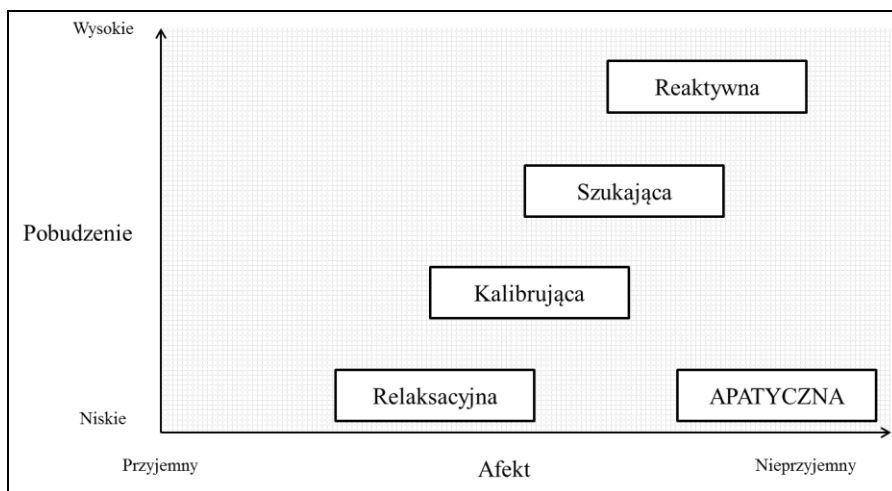 Wysokie
Reaktywna
Szukająca
Pobudzenie
Kalibrująca
Relaksacyjna
APATYCZNA
Niskie
Przyjemny
Afekt
Nieprzyjemny